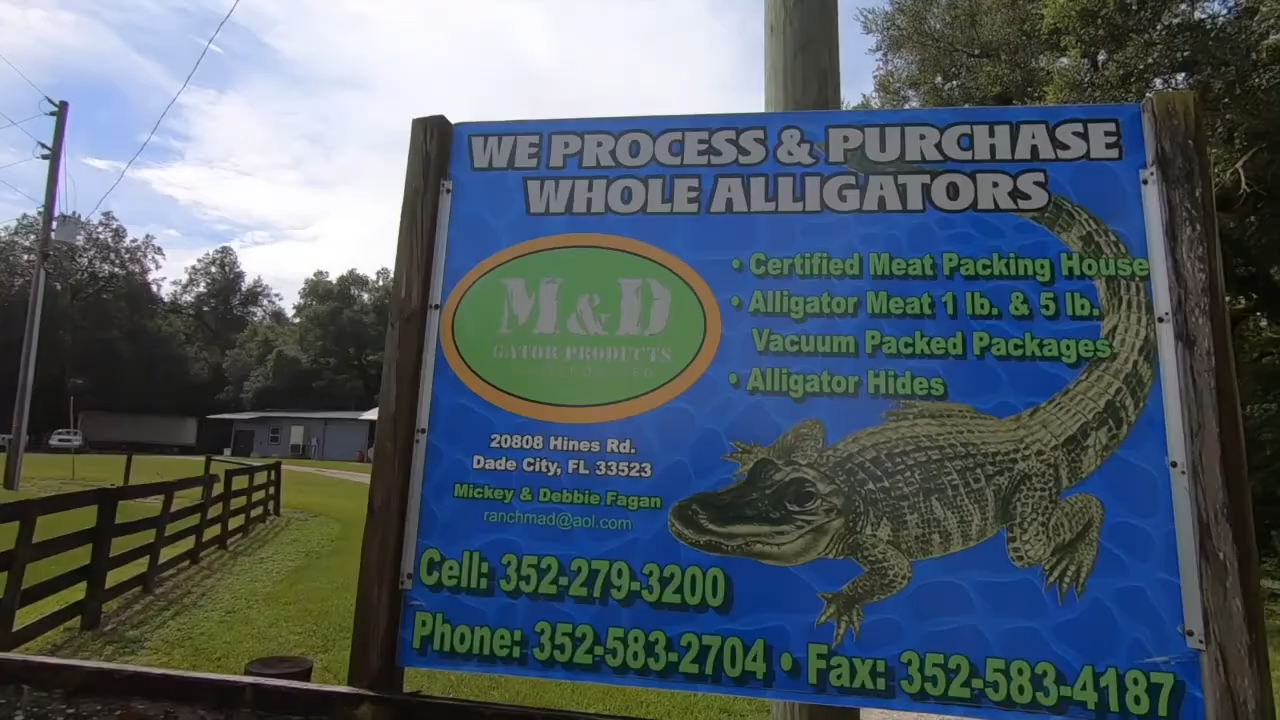 WE PROCESS & PURCHASE
WHOLE ALLIGATORS
M&D
GATOR PRODUCTS
INCORPORATED
• Certified Meat Packing House
• Alligator Meat 1 lb. & 5 lb.
Vacuum Packed Packages
• Alligator Hides
20808 Hines Rd.
Dade City, FL 33523
Mickey & Debbie Fagan
ranchmad@aol.com
Cell: 352-279-3200
Phone: 352-583-2704 • Fax: 352-583-4187